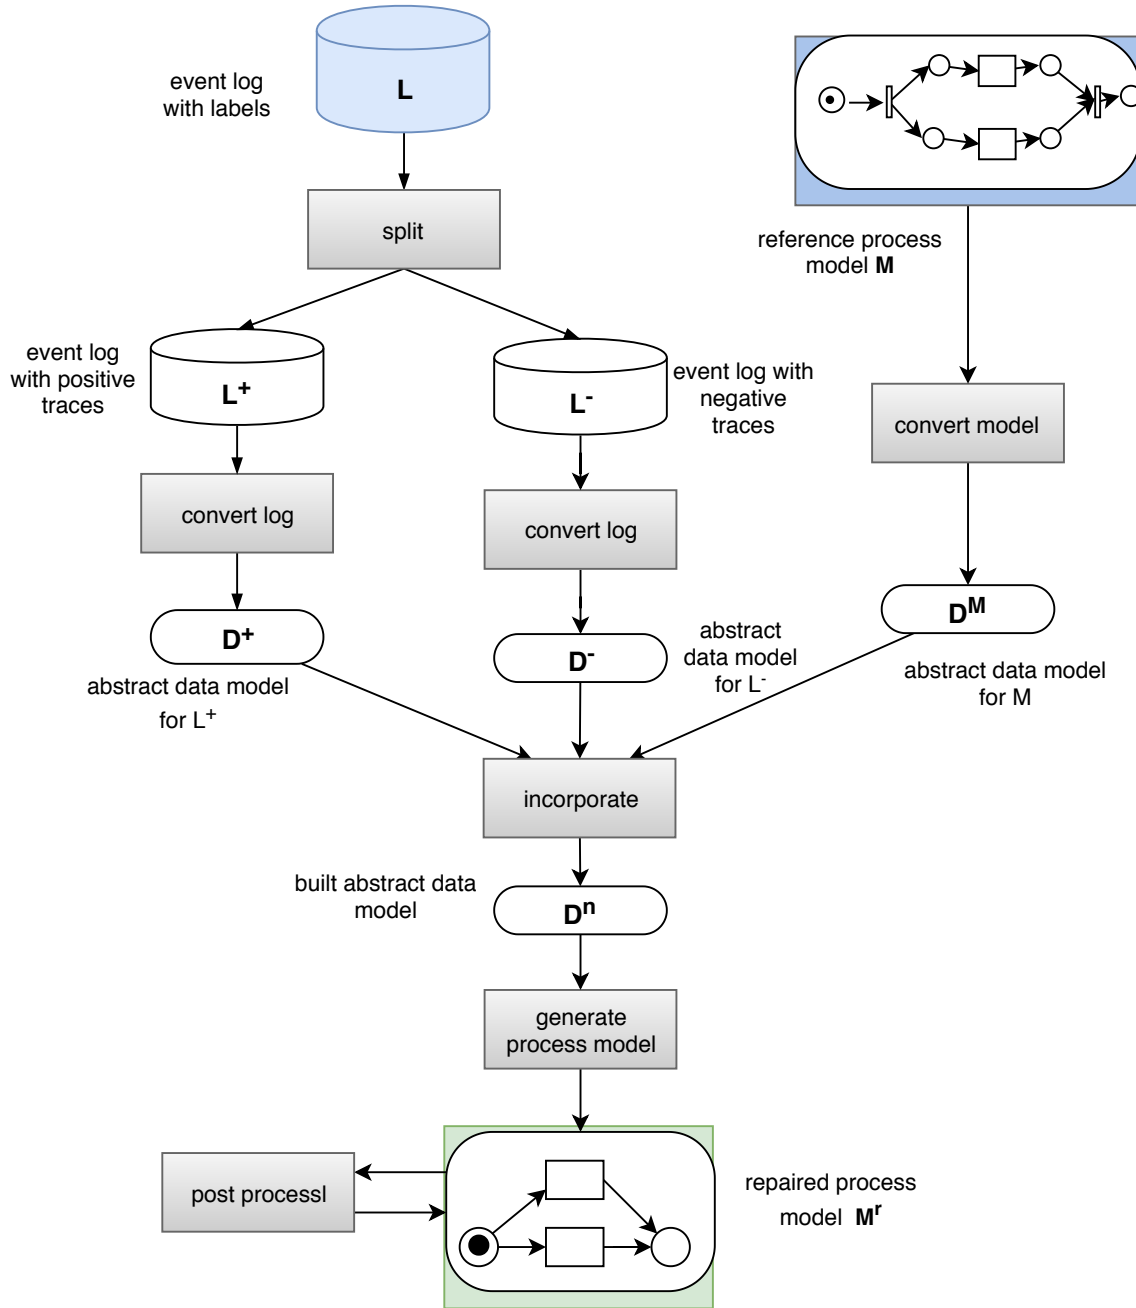 event log
with labels
L
split
reference process
model M
event log
with positive
traces
L+
L-
event log with
negative
traces
convert model
convert log
convert log
D+
D-
DM
abstract data model
for L+
abstract
data model
for L-
abstract data model
for M
incorporate
built abstract data
model
Dn
generate
process model
post processl
repaired process
model Mr